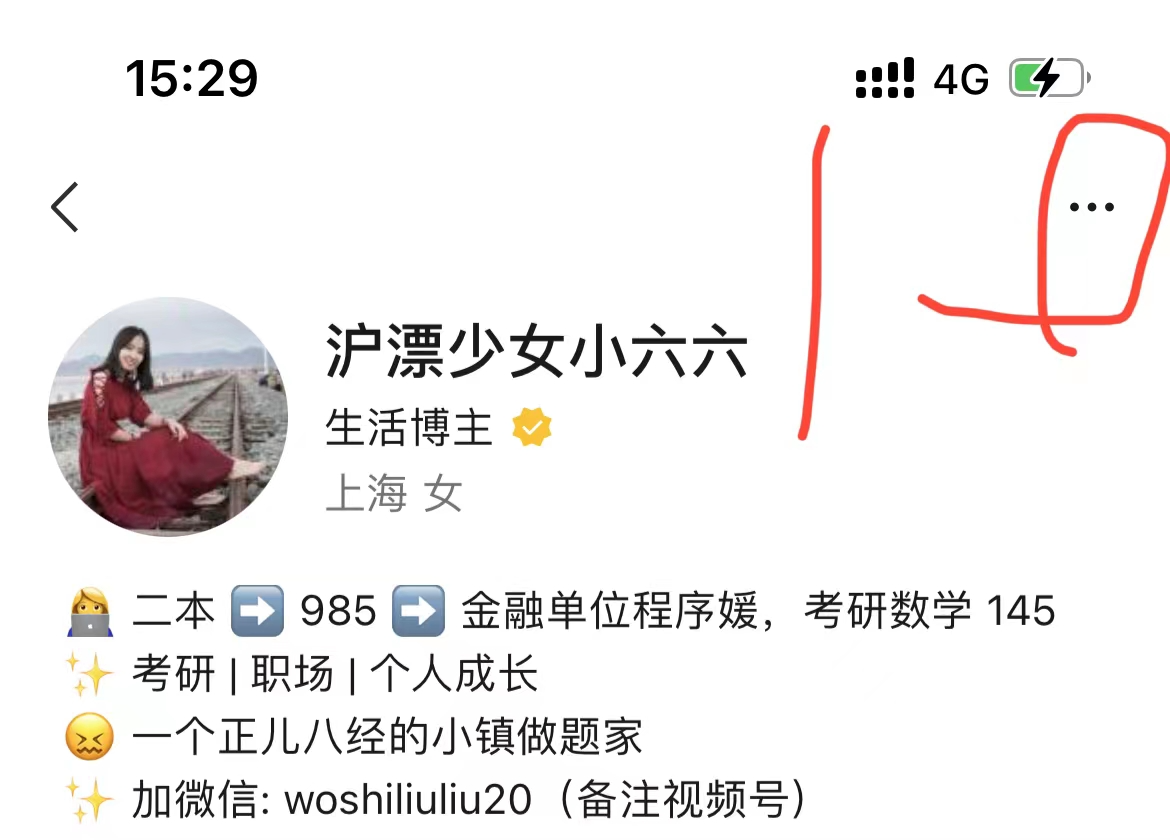 15:29 4G
沪漂少女小六六
生活博主
上海 女
二本 ➡️ 985 ➡️ 金融单位程序媛，考研数学 145
考研 | 职场 | 个人成长
一个正儿八经的小镇做题家
加微信: woshiliuliu20（备注视频号）